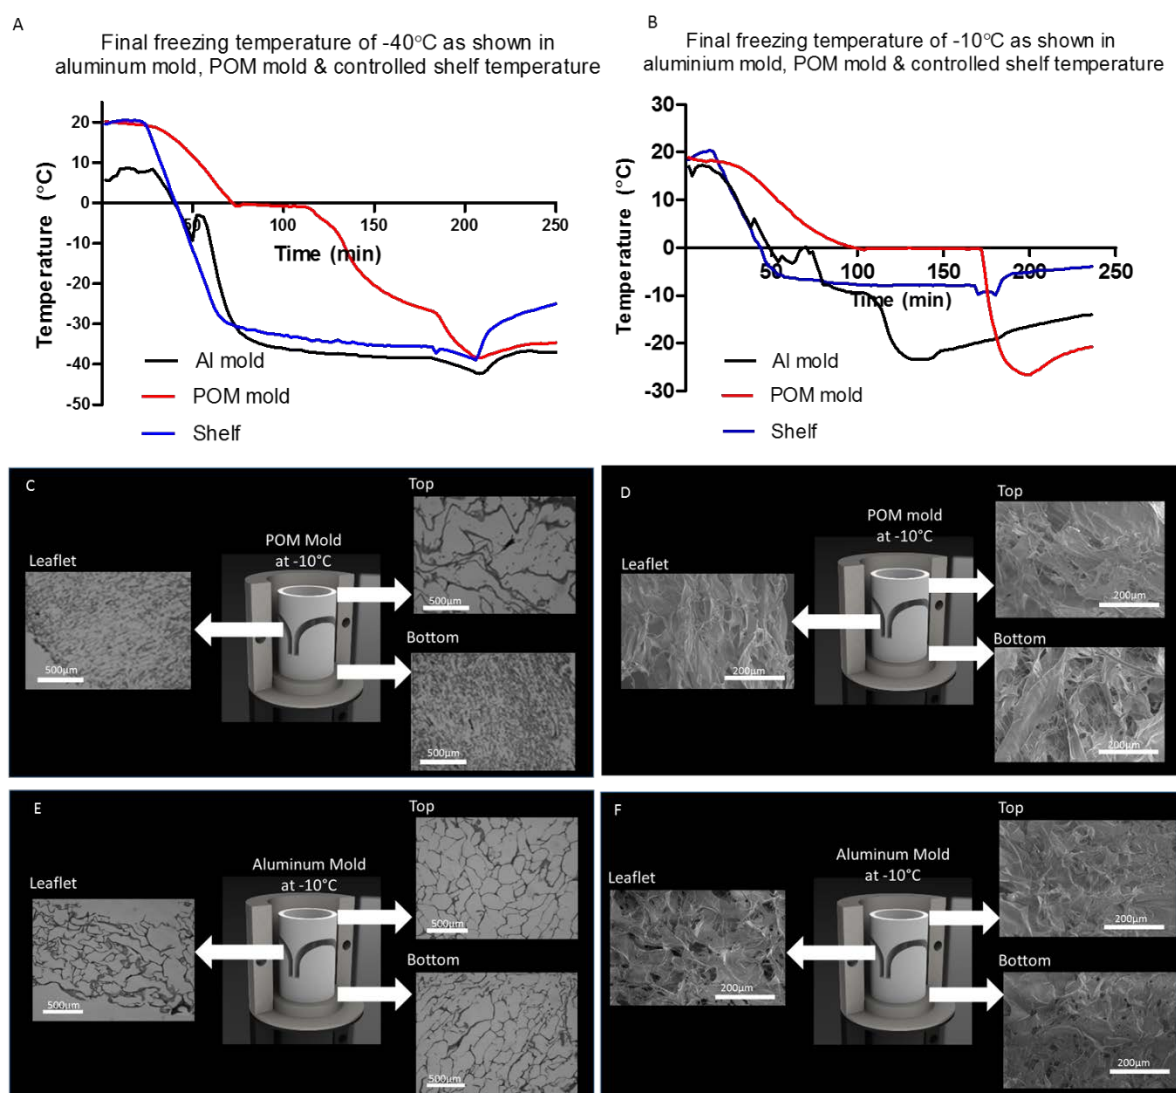 A
Final freezing temperature of -40°C as shown in
aluminum mold, POM mold & controlled shelf temperature
Temperature (°C)
20
10
0
-10
-20
-30
-40
-50
50
100
150
200
250
Time (min)
Al mold
POM mold
Shelf
B
Final freezing temperature of -10°C as shown in
aluminium mold, POM mold & controlled shelf temperature
Temperature (°C)
30
20
10
0
-10
-20
-30
50
100
150
200
250
Time (min)
Al mold
POM mold
Shelf
C
Top
POM Mold
at -10°C
Leaflet
500µm
500µm
Bottom
500µm
D
Top
POM mold
at -10°C
Leaflet
200µm
200µm
Bottom
200µm
E
Top
Aluminum Mold
at -10°C
Leaflet
500µm
500µm
Bottom
500µm
F
Top
Aluminum Mold
at -10°C
Leaflet
200µm
200µm
Bottom
200µm